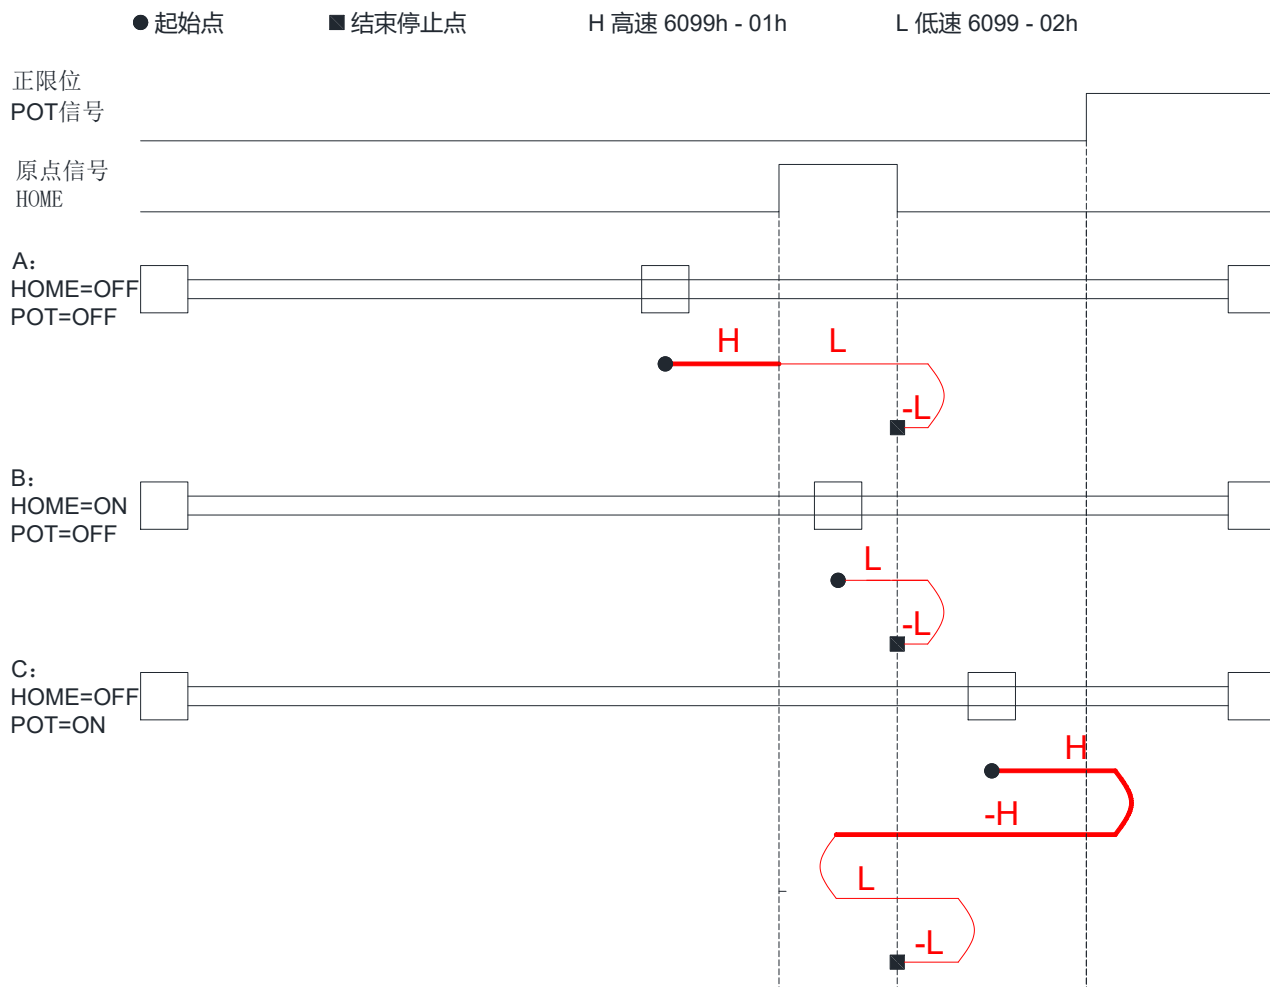 起始点 结束停止点 H 高速 6099h - 01h L 低速 6099 - 02h
正限位
POT信号
原点信号
HOME
A：
HOME=OFF
POT=OFF
H L
-L
B：
HOME=ON
POT=OFF
L
-L
C：
HOME=OFF
POT=ON
H
-H
L
-L